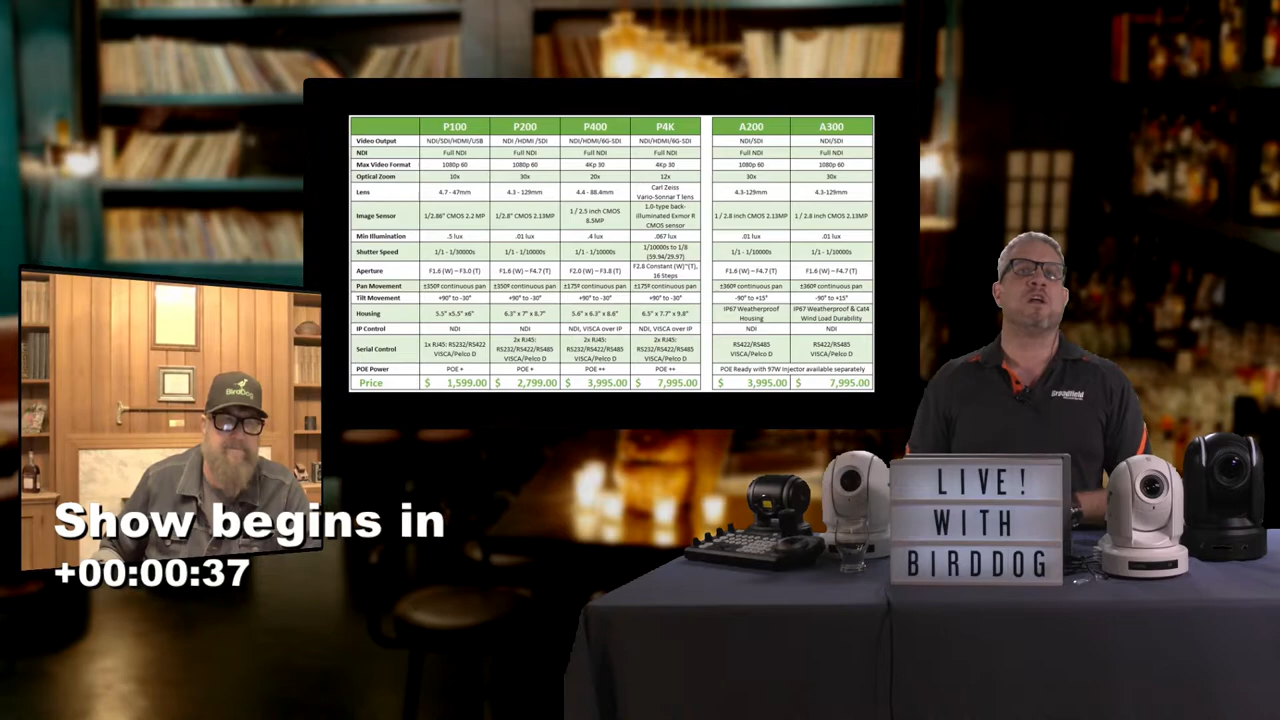 P100 P200 P400 P4K A200 A300
Video Output NDI/SDI/HDMI/USB NDI /HDMI /SDI NDI/HDMI/6G-SDI NDI/HDMI/6G-SDI NDI/SDI NDI/SDI
NDI Full NDI Full NDI Full NDI Full NDI Full NDI Full NDI
Max Video Format 1080p 60 1080p 60 4Kp 30 4Kp 30 1080p 60 1080p 60
Optical Zoom 10x 30x 20x 12x 30x 30x
Lens 4.7 - 47mm 4.3 - 129mm 4.4 - 88.4mm Carl Zeiss Vario-Sonnar T lens 4.3-129mm 4.3-129mm
Image Sensor 1/2.86" CMOS 2.2 MP 1/2.8" CMOS 2.13MP 1 / 2.5 inch CMOS 8.5MP 1.0-type back-illuminated Exmor R CMOS sensor 1 / 2.8 inch CMOS 2.13MP 1 / 2.8 inch CMOS 2.13MP
Min Illumination .5 lux .01 lux .4 lux .067 lux .01 lux .01 lux
Shutter Speed 1/1 - 1/30000s 1/1 - 1/10000s 1/1 - 1/10000s 1/10000s to 1/8 (59.94/29.97) 1/1 - 1/10000s 1/1 - 1/10000s
Aperture F1.6 (W) – F3.0 (T) F1.6 (W) – F4.7 (T) F2.0 (W) – F3.8 (T) F2.8 Constant (W)~(T), 16 Steps F1.6 (W) – F4.7 (T) F1.6 (W) – F4.7 (T)
Pan Movement ±350º continuous pan ±350º continuous pan ±175º continuous pan ±175º continuous pan ±360º continuous pan ±360º continuous pan
Tilt Movement +90° to -30° +90° to -30° +90° to -30° +90° to -30° -90° to +15° -90° to +15°
Housing 5.5" x5.5" x6" 6.3" x 7" x 8.7" 5.6" x 6.3" x 8.6" 6.5" x 7.7" x 9.8" IP67 Weatherproof Housing IP67 Weatherproof & Cat4 Wind Load Durability
IP Control NDI NDI NDI, VISCA over IP NDI, VISCA over IP NDI NDI
Serial Control 1x RJ45: RS232/RS422 VISCA/Pelco D 2x RJ45: RS232/RS422/RS485 VISCA/Pelco D 2x RJ45: RS232/RS422/RS485 VISCA/Pelco D 2x RJ45: RS232/RS422/RS485 VISCA/Pelco D RS422/RS485 VISCA/Pelco D RS422/RS485 VISCA/Pelco D
POE Power POE + POE + POE ++ POE ++ POE Ready with 97W Injector available separately
Price $ 1,599.00 $ 2,799.00 $ 3,995.00 $ 7,995.00 $ 3,995.00 $ 7,995.00
BirdDog
Broadfield
LIVE!
WITH
BIRDDOG
Show begins in
+00:00:37